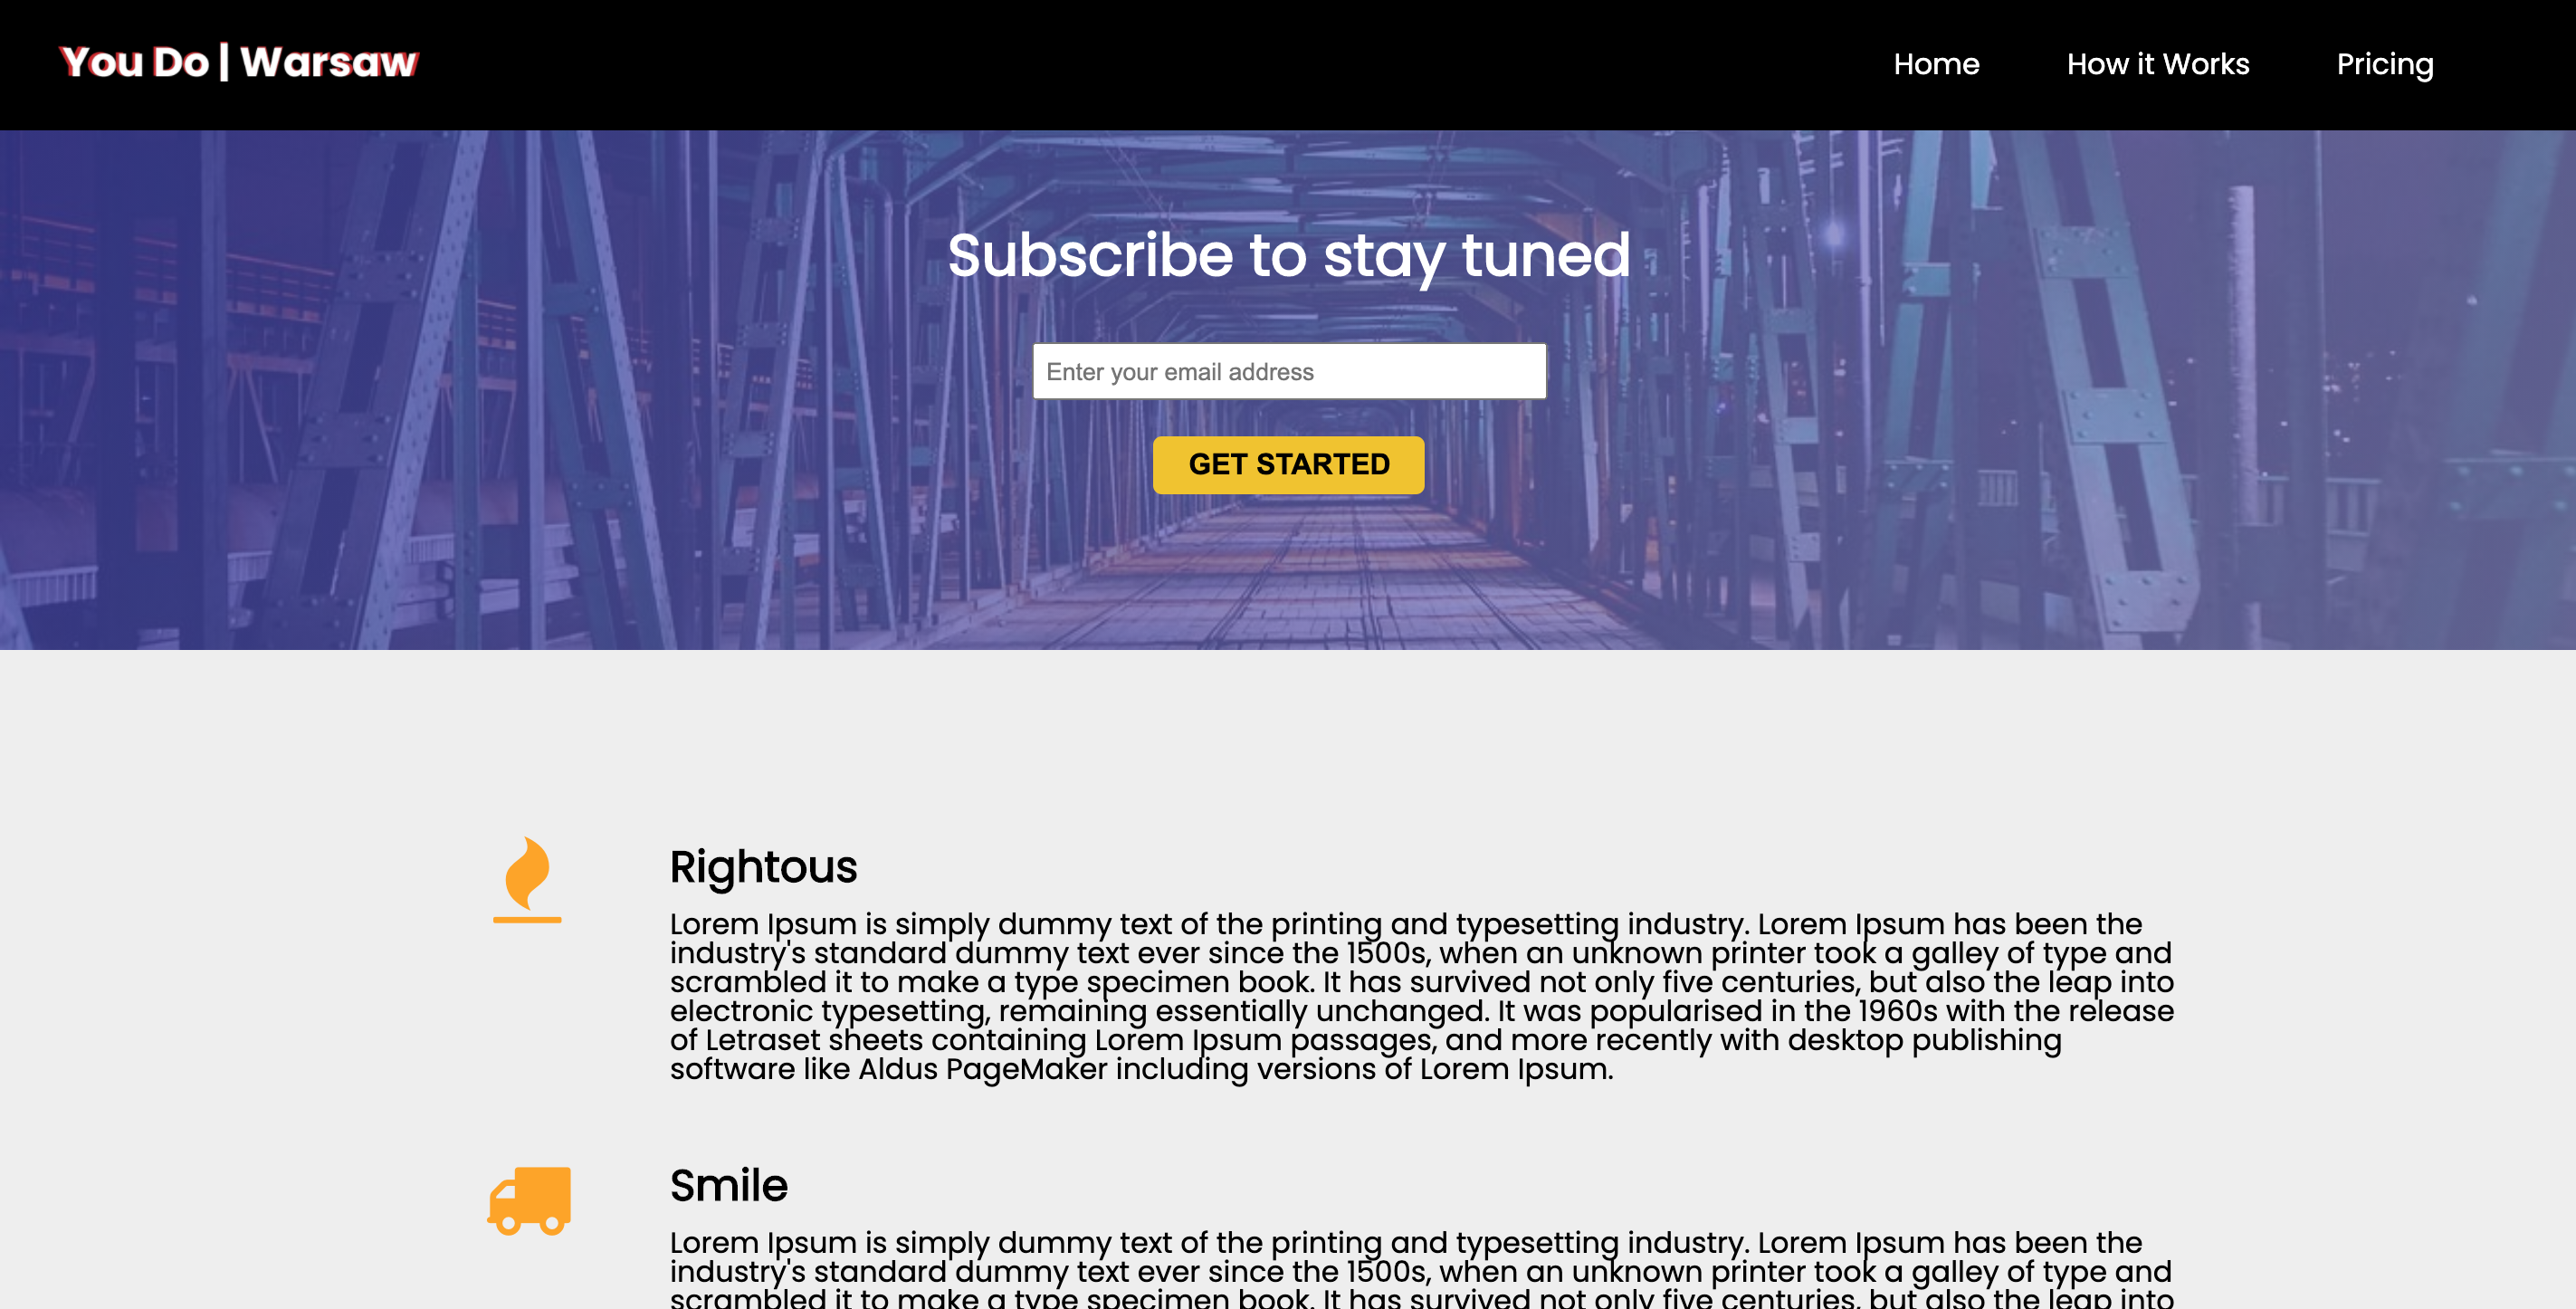 You Do | Warsaw
Home How it Works Pricing
Subscribe to stay tuned
Enter your email address
GET STARTED
Rightous
Lorem Ipsum is simply dummy text of the printing and typesetting industry. Lorem Ipsum has been the
industry's standard dummy text ever since the 1500s, when an unknown printer took a galley of type and
scrambled it to make a type specimen book. It has survived not only five centuries, but also the leap into
electronic typesetting, remaining essentially unchanged. It was popularised in the 1960s with the release
of Letraset sheets containing Lorem Ipsum passages, and more recently with desktop publishing
software like Aldus PageMaker including versions of Lorem Ipsum.
Smile
Lorem Ipsum is simply dummy text of the printing and typesetting industry. Lorem Ipsum has been the
industry's standard dummy text ever since the 1500s, when an unknown printer took a galley of type and
scrambled it to make a type specimen book. It has survived not only five centuries, but also the leap into